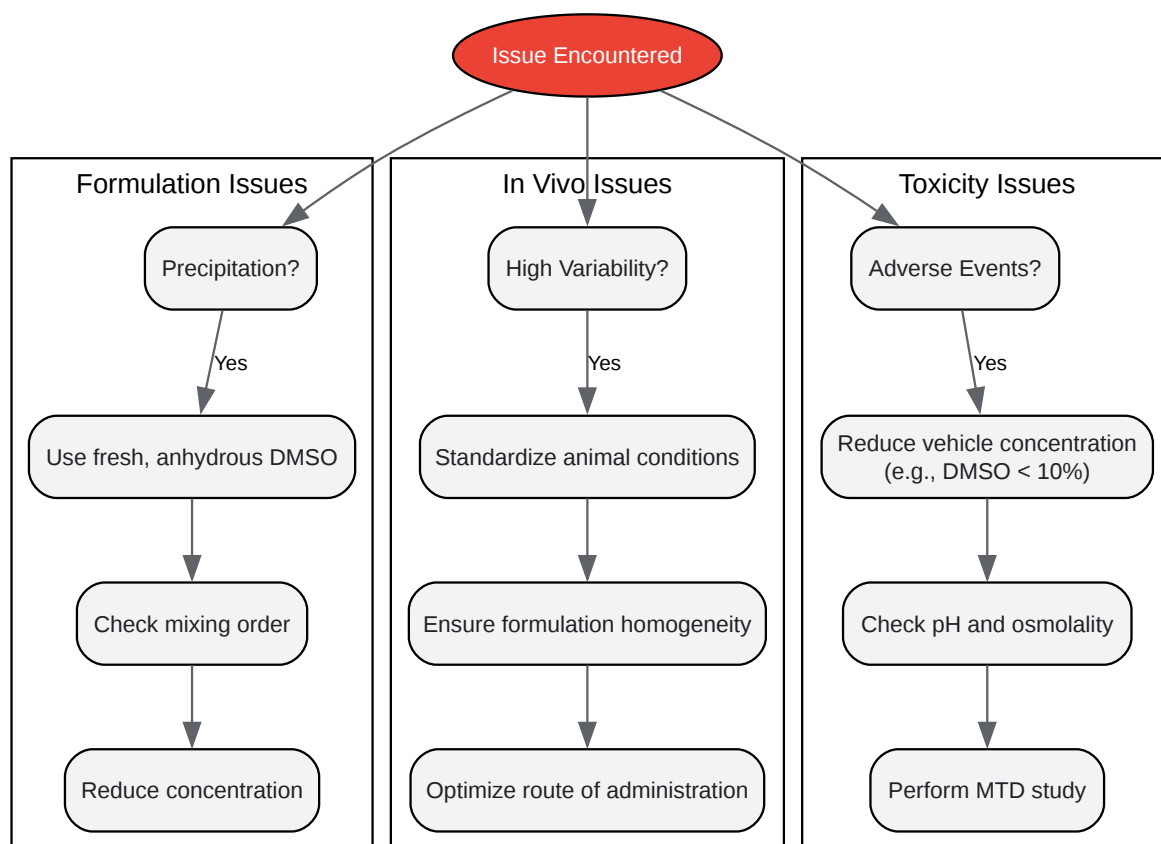 Issue Encountered
Formulation Issues
Precipitation?
Yes
Use fresh, anhydrous DMSO
Check mixing order
Reduce concentration
In Vivo Issues
High Variability?
Yes
Standardize animal conditions
Ensure formulation homogeneity
Optimize route of administration
Toxicity Issues
Adverse Events?
Yes
Reduce vehicle concentration
(e.g., DMSO < 10%)
Check pH and osmolality
Perform MTD study